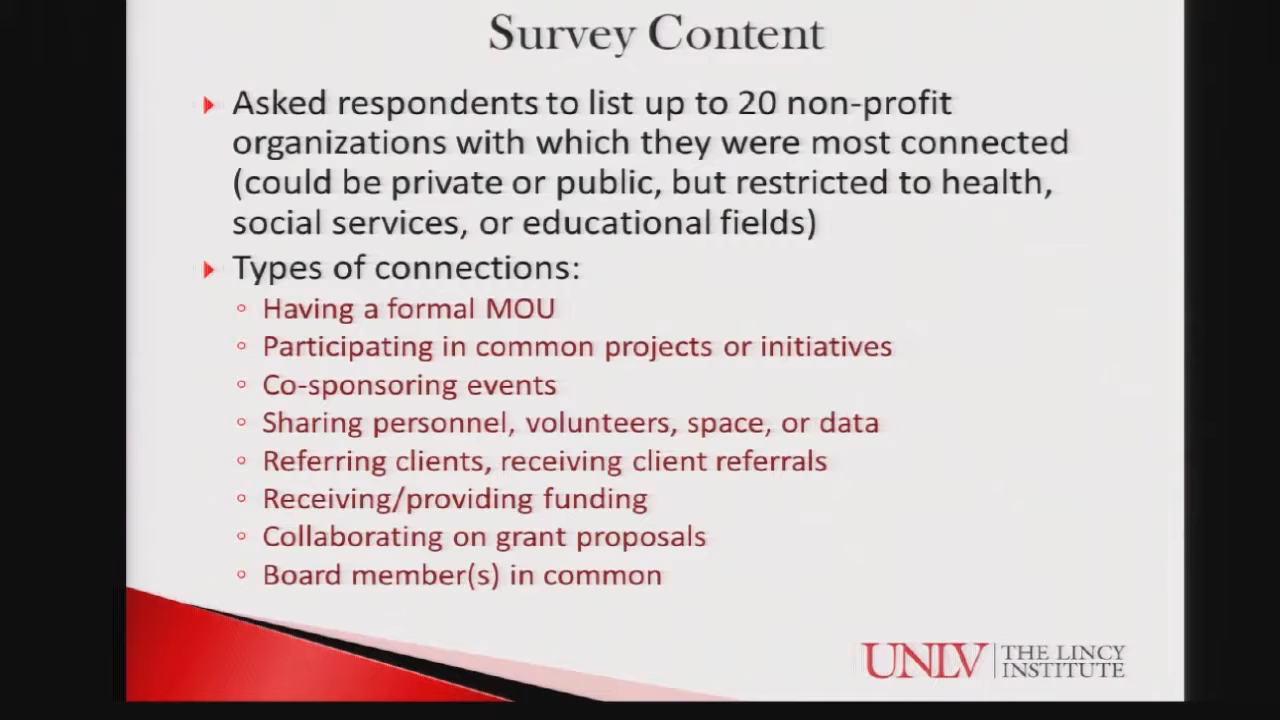 Survey Content
Asked respondents to list up to 20 non-profit
organizations with which they were most connected
(could be private or public, but restricted to health,
social services, or educational fields)
Types of connections:
Having a formal MOU
Participating in common projects or initiatives
Co-sponsoring events
Sharing personnel, volunteers, space, or data
Referring clients, receiving client referrals
Receiving/providing funding
Collaborating on grant proposals
Board member(s) in common
UNLV THE LINCY
INSTITUTE